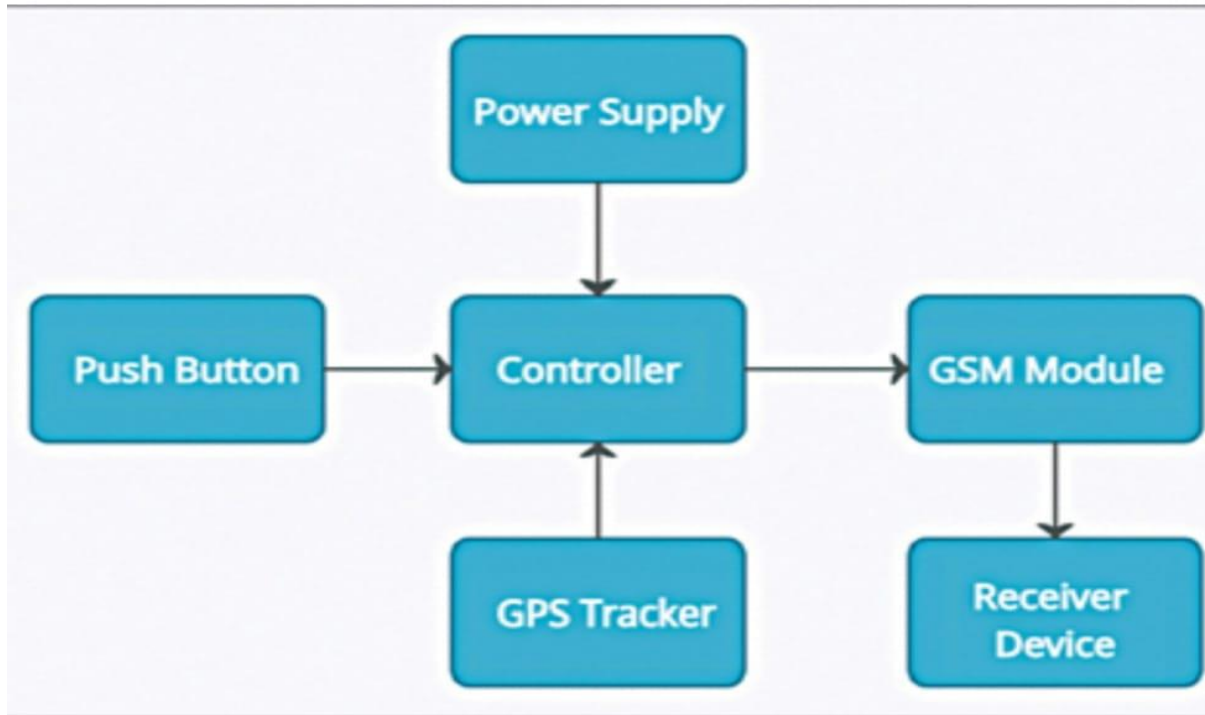 Power Supply
Push Button
Controller
GSM Module
GPS Tracker
Receiver
Device